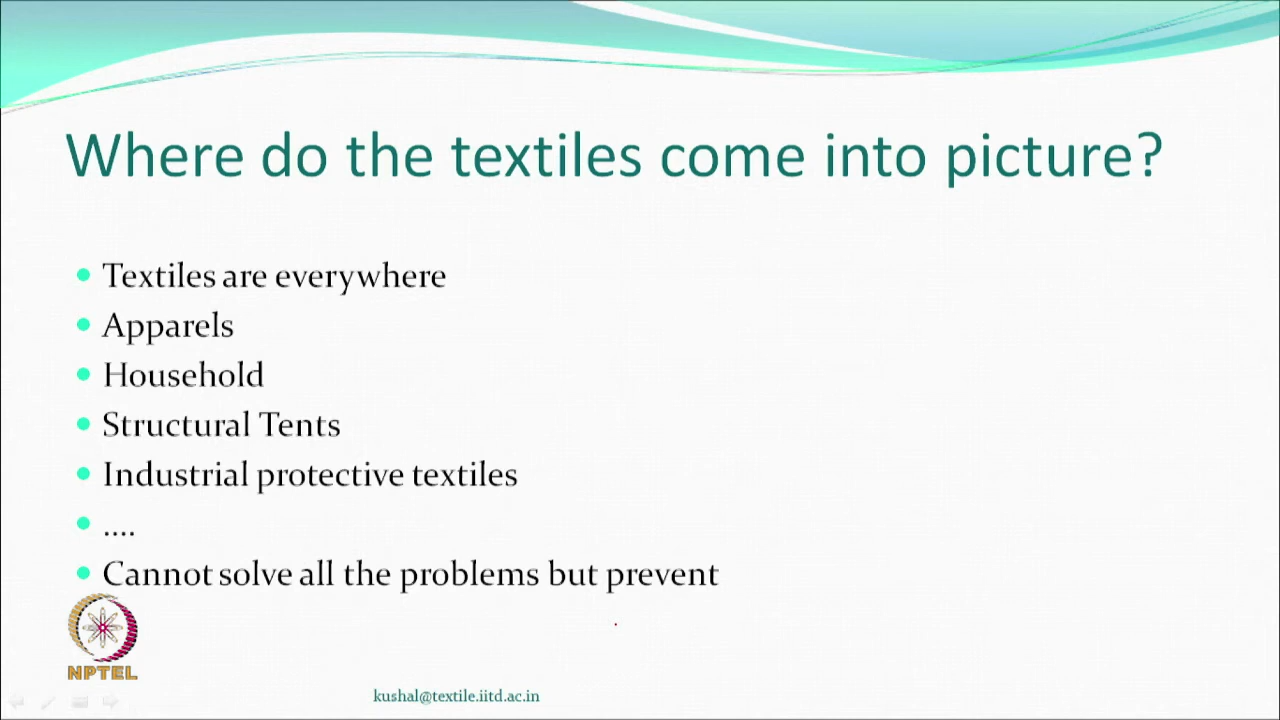 Where do the textiles come into picture?
Textiles are everywhere
Apparels
Household
Structural Tents
Industrial protective textiles
....
Cannot solve all the problems but prevent
NPTEL
kushal@textile.iitd.ac.in